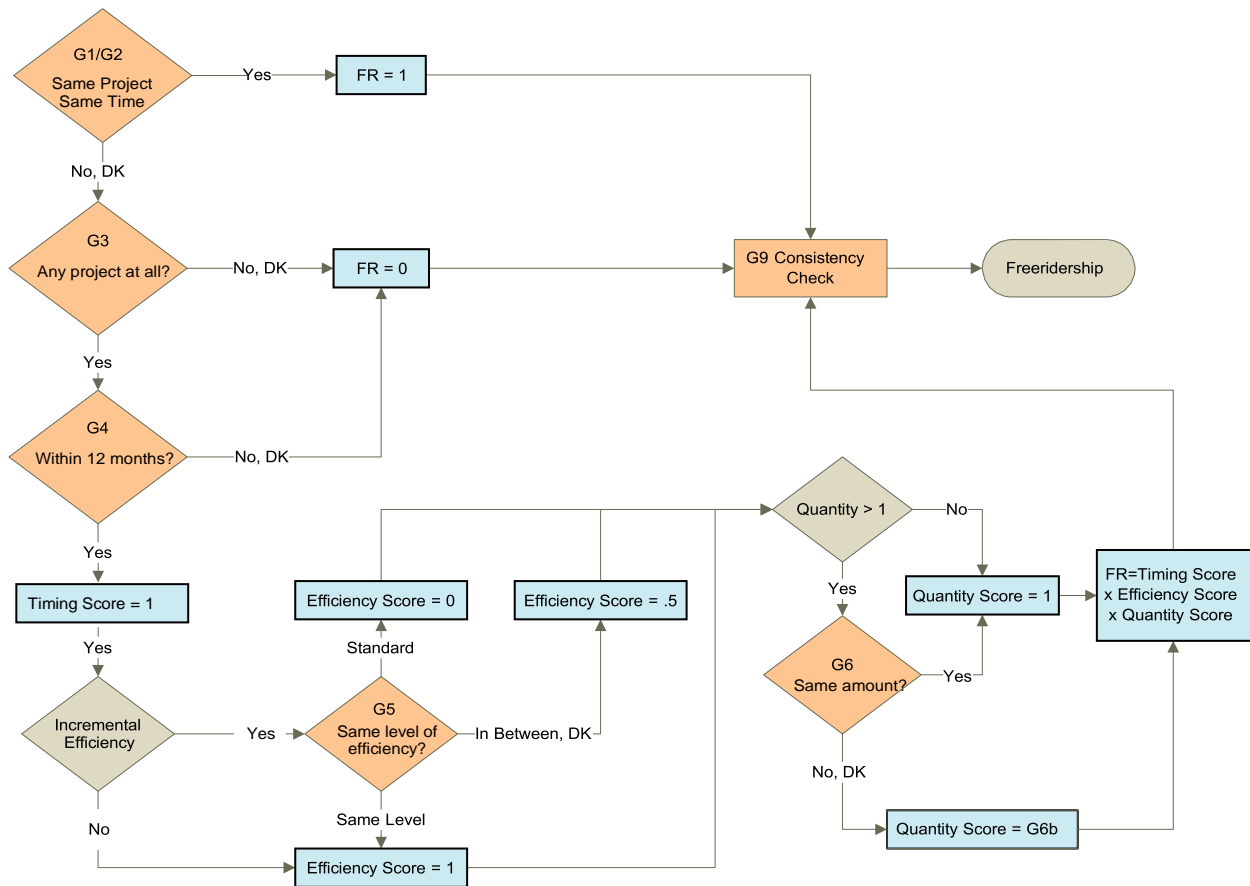 G1/G2
Same Project
Same Time
Yes
FR = 1
No, DK
G3
Any project at all?
No, DK
FR = 0
G9 Consistency
Check
Freeridership
Yes
G4
Within 12 months?
No, DK
Yes
Timing Score = 1
Yes
Incremental
Efficiency
Yes
No
Efficiency Score = 0
Efficiency Score = .5
Standard
G5
Same level of
efficiency?
In Between, DK
Same Level
Efficiency Score = 1
Quantity > 1
No
Yes
Quantity Score = 1
G6
Same amount?
Yes
No, DK
Quantity Score = G6b
FR=Timing Score
x Efficiency Score
x Quantity Score